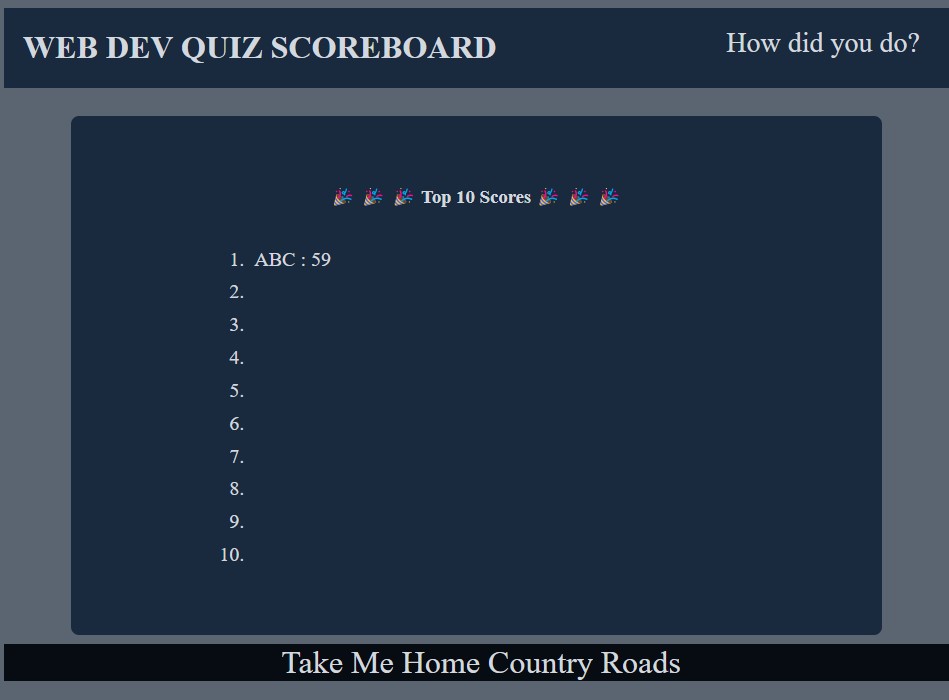 WEB DEV QUIZ SCOREBOARD
How did you do?
🎉 🎉 🎉 Top 10 Scores 🎉 🎉 🎉
1. ABC : 59
2.
3.
4.
5.
6.
7.
8.
9.
10.
Take Me Home Country Roads